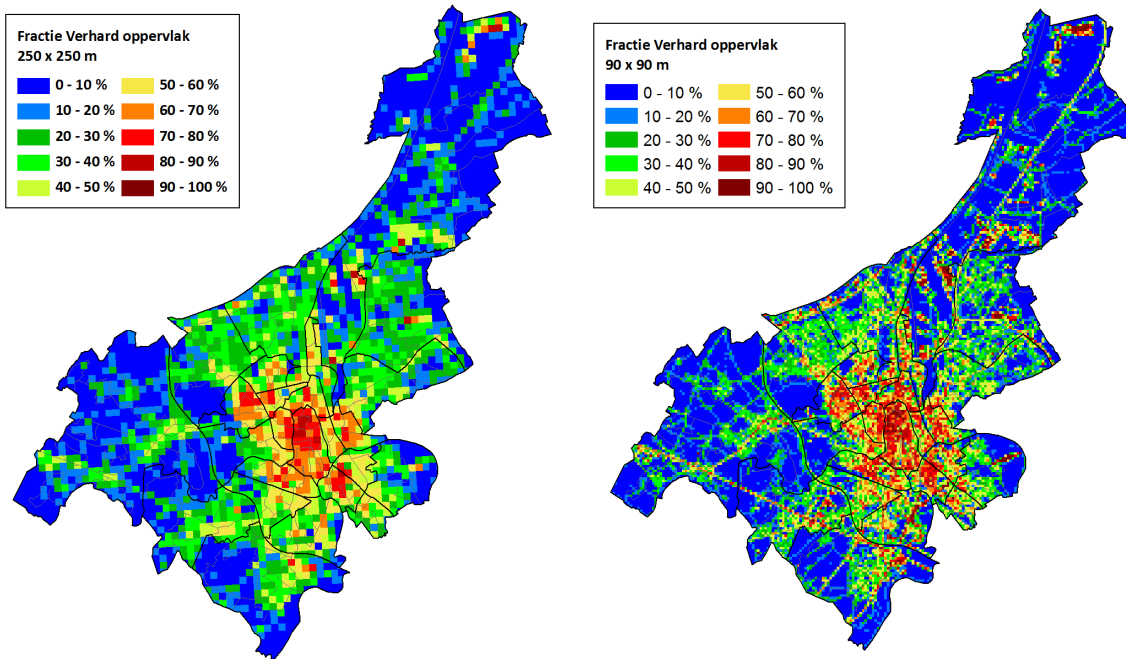 Fractie Verhard oppervlak
250 x 250 m
0 - 10 % 50 - 60 %
10 - 20 % 60 - 70 %
20 - 30 % 70 - 80 %
30 - 40 % 80 - 90 %
40 - 50 % 90 - 100 %
Fractie Verhard oppervlak
90 x 90 m
0 - 10 % 50 - 60 %
10 - 20 % 60 - 70 %
20 - 30 % 70 - 80 %
30 - 40 % 80 - 90 %
40 - 50 % 90 - 100 %